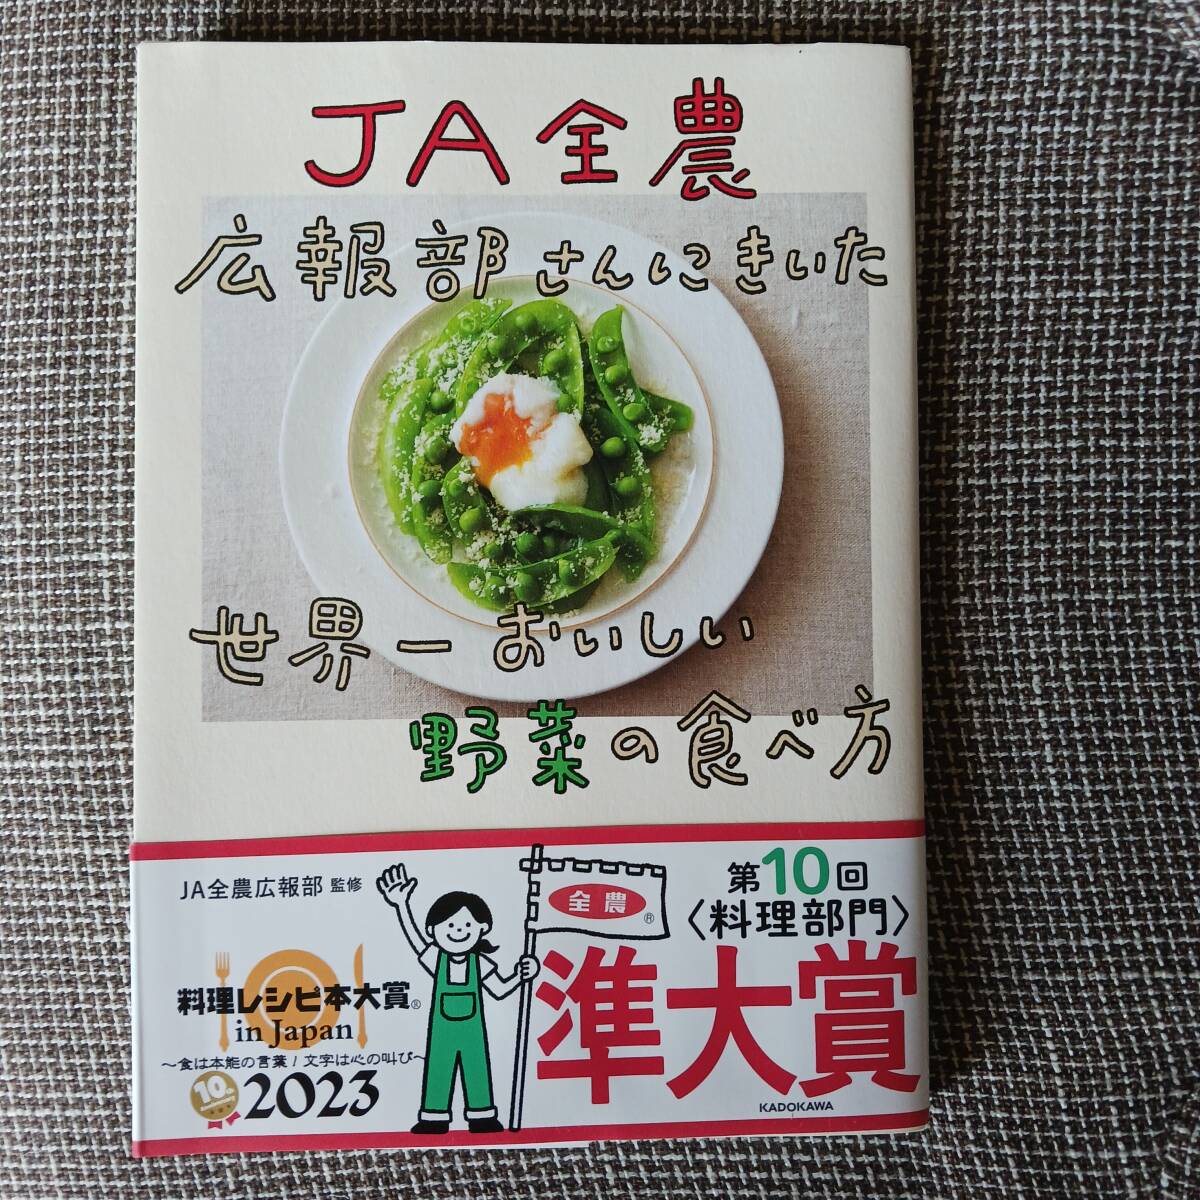 JA全農
広報部さんにきいた
世界一おいしい
野菜の食べ方
JA全農広報部 監修
料理レシピ本大賞®
in Japan
～食は本能の言葉!文字は心の叫び～
10th
2023
全農
®
第10回
〈料理部門〉
準大賞
KADOKAWA